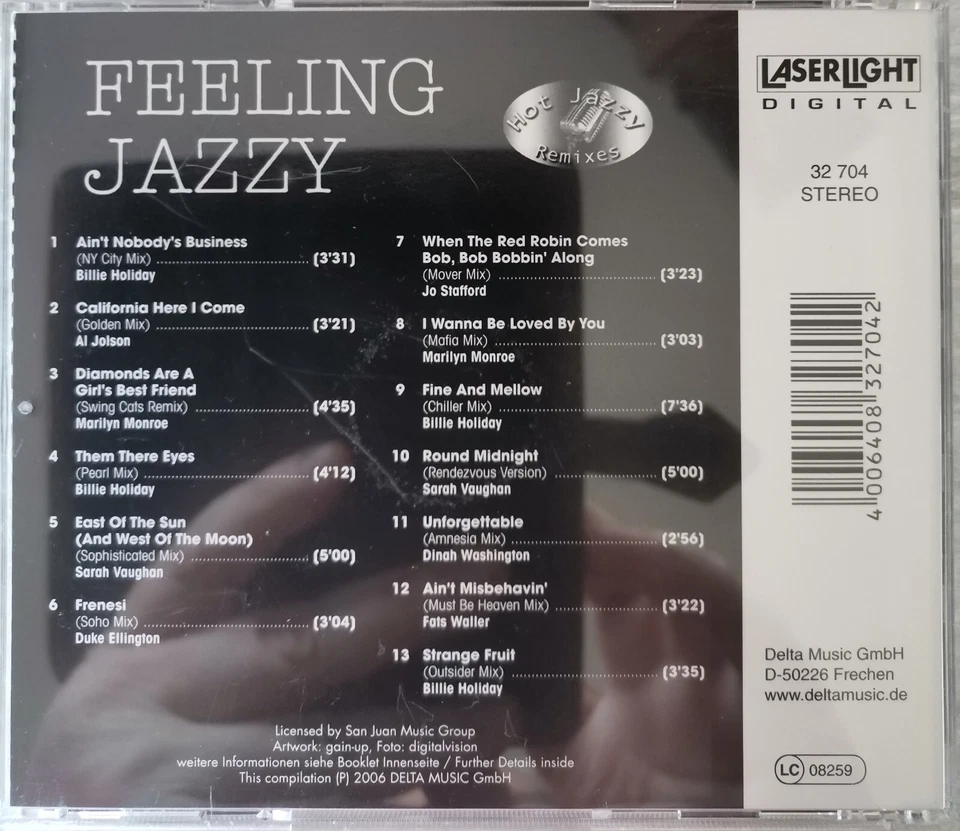 FEELING
JAZZY
Hot Jazzy
Remixes
1 Ain't Nobody's Business
(NY City Mix) ........................................ (3'31)
Billie Holiday
2 California Here I Come
(Golden Mix) ........................................ (3'21)
Al Jolson
3 Diamonds Are A
Girl's Best Friend
(Swing Cats Remix) ............................ (4'35)
Marilyn Monroe
4 Them There Eyes
(Pearl Mix) ........................................... (4'12)
Billie Holiday
5 East Of The Sun
(And West Of The Moon)
(Sophisticated Mix) ............................. (5'00)
Sarah Vaughan
6 Frenesi
(Soho Mix) .......................................... (3'04)
Duke Ellington
7 When The Red Robin Comes
Bob, Bob Bobbin' Along
(Mover Mix) ........................................ (3'23)
Jo Stafford
8 I Wanna Be Loved By You
(Mafia Mix) ......................................... (3'03)
Marilyn Monroe
9 Fine And Mellow
(Chiller Mix) ........................................ (7'36)
Billie Holiday
10 Round Midnight
(Rendezvous Version) ......................... (5'00)
Sarah Vaughan
11 Unforgettable
(Amnesia Mix) .................................... (2'56)
Dinah Washington
12 Ain't Misbehavin'
(Must Be Heaven Mix) ........................ (3'22)
Fats Waller
13 Strange Fruit
(Outsider Mix) ..................................... (3'35)
Billie Holiday
Licensed by San Juan Music Group
Artwork: gain-up, Foto: digitalvision
weitere Informationen siehe Booklet Innenseite / Further Details inside
This compilation (P) 2006 DELTA MUSIC GmbH
LASERLIGHT
DIGITAL
32 704
STEREO
4 006408 327042
Delta Music GmbH
D-50226 Frechen
www.deltamusic.de
LC 08259